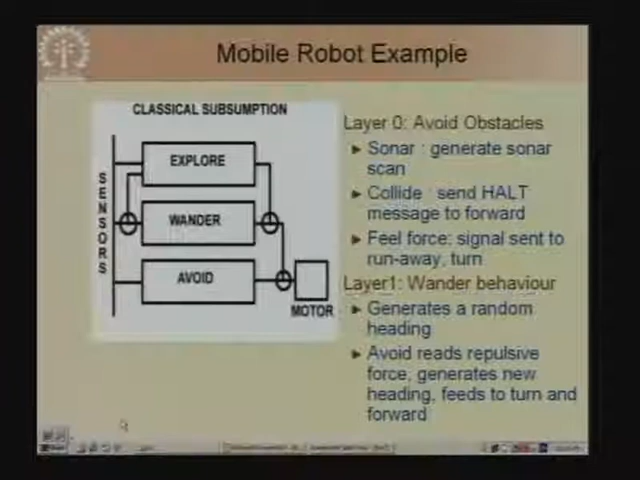 Mobile Robot Example
CLASSICAL SUBSUMPTION
SENSORS
EXPLORE
WANDER
AVOID
MOTOR
Layer 0: Avoid Obstacles
Sonar : generate sonar
scan
Collide : send HALT
message to forward
Feel force: signal sent to
run-away, turn
Layer1: Wander behaviour
Generates a random
heading
Avoid reads repulsive
force, generates new
heading, feeds to turn and
forward